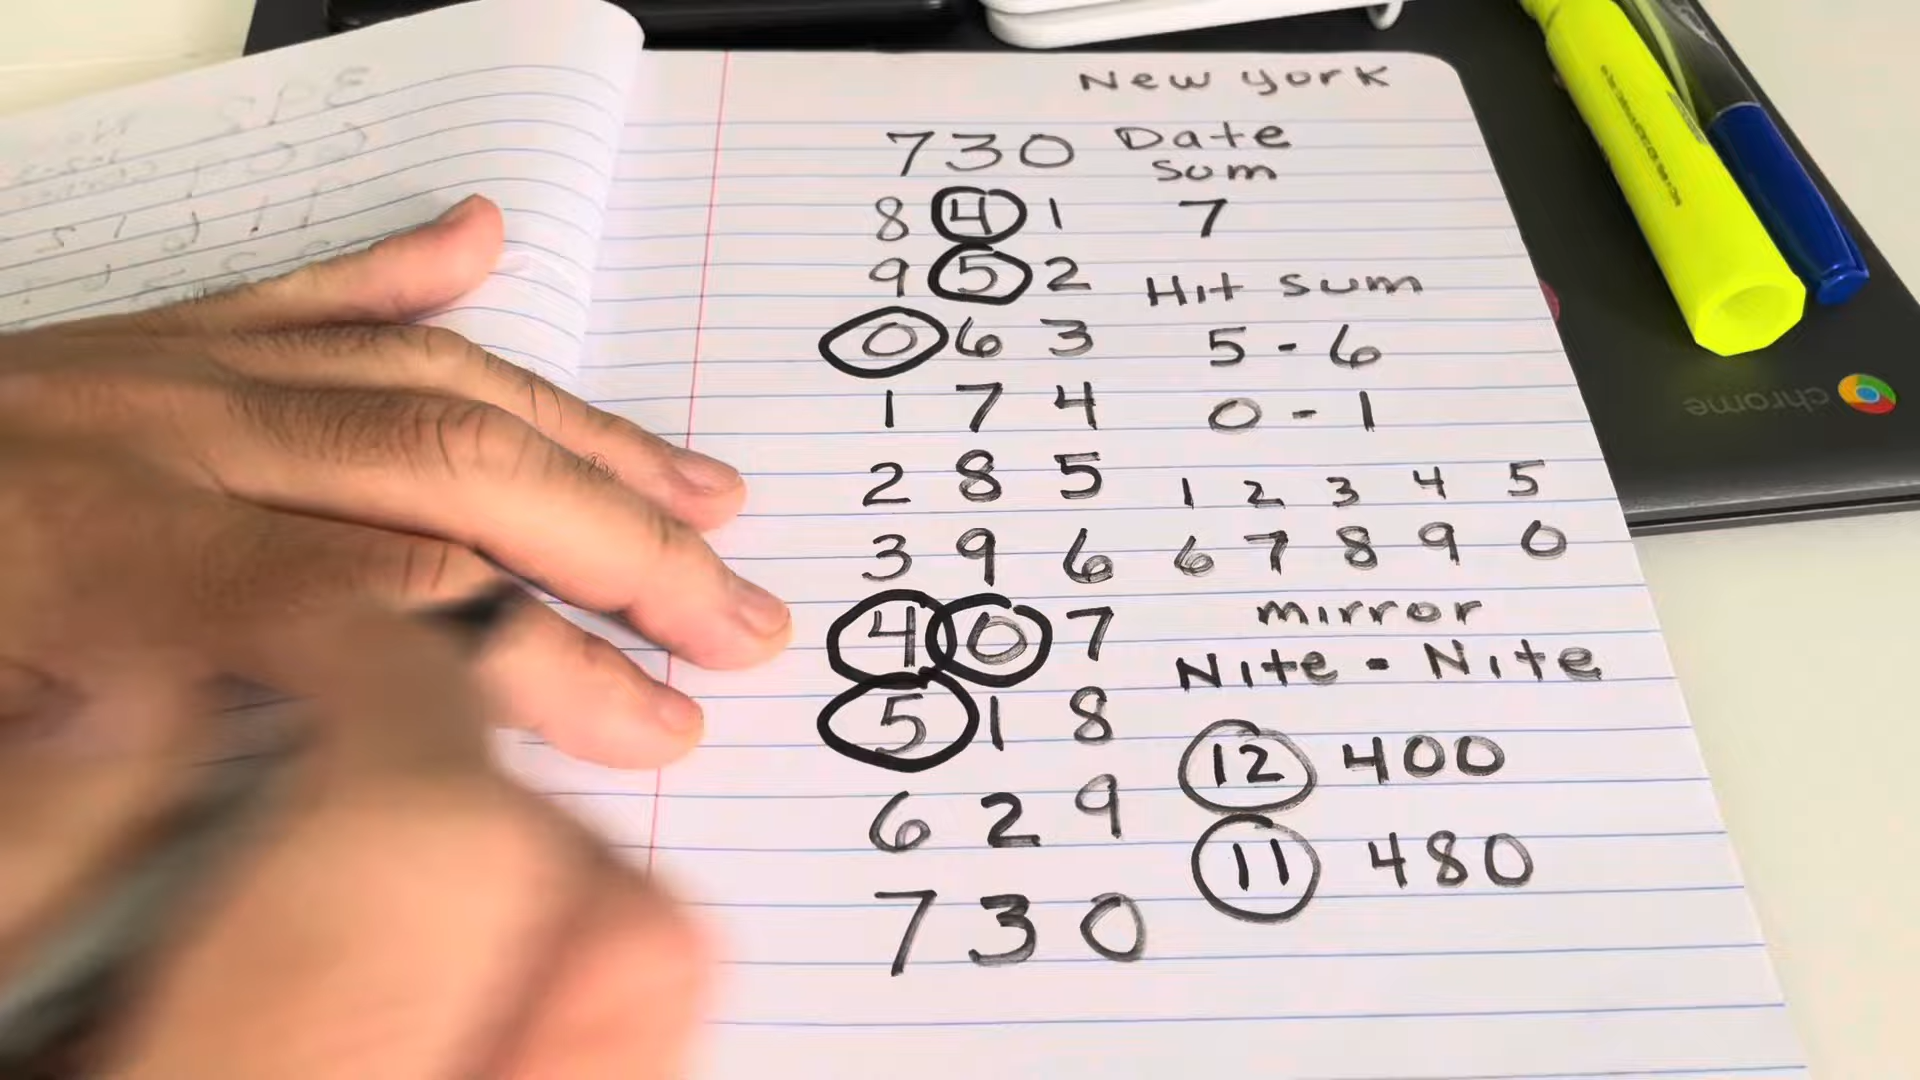 New York
730 Date
Sum
841 7
952 Hit Sum
063 5 - 6
174 0 - 1
285 1 2 3 4 5
396 6 7 8 9 0
407 mirror
Nite - Nite
518
12 400
629
11 480
730
chrome